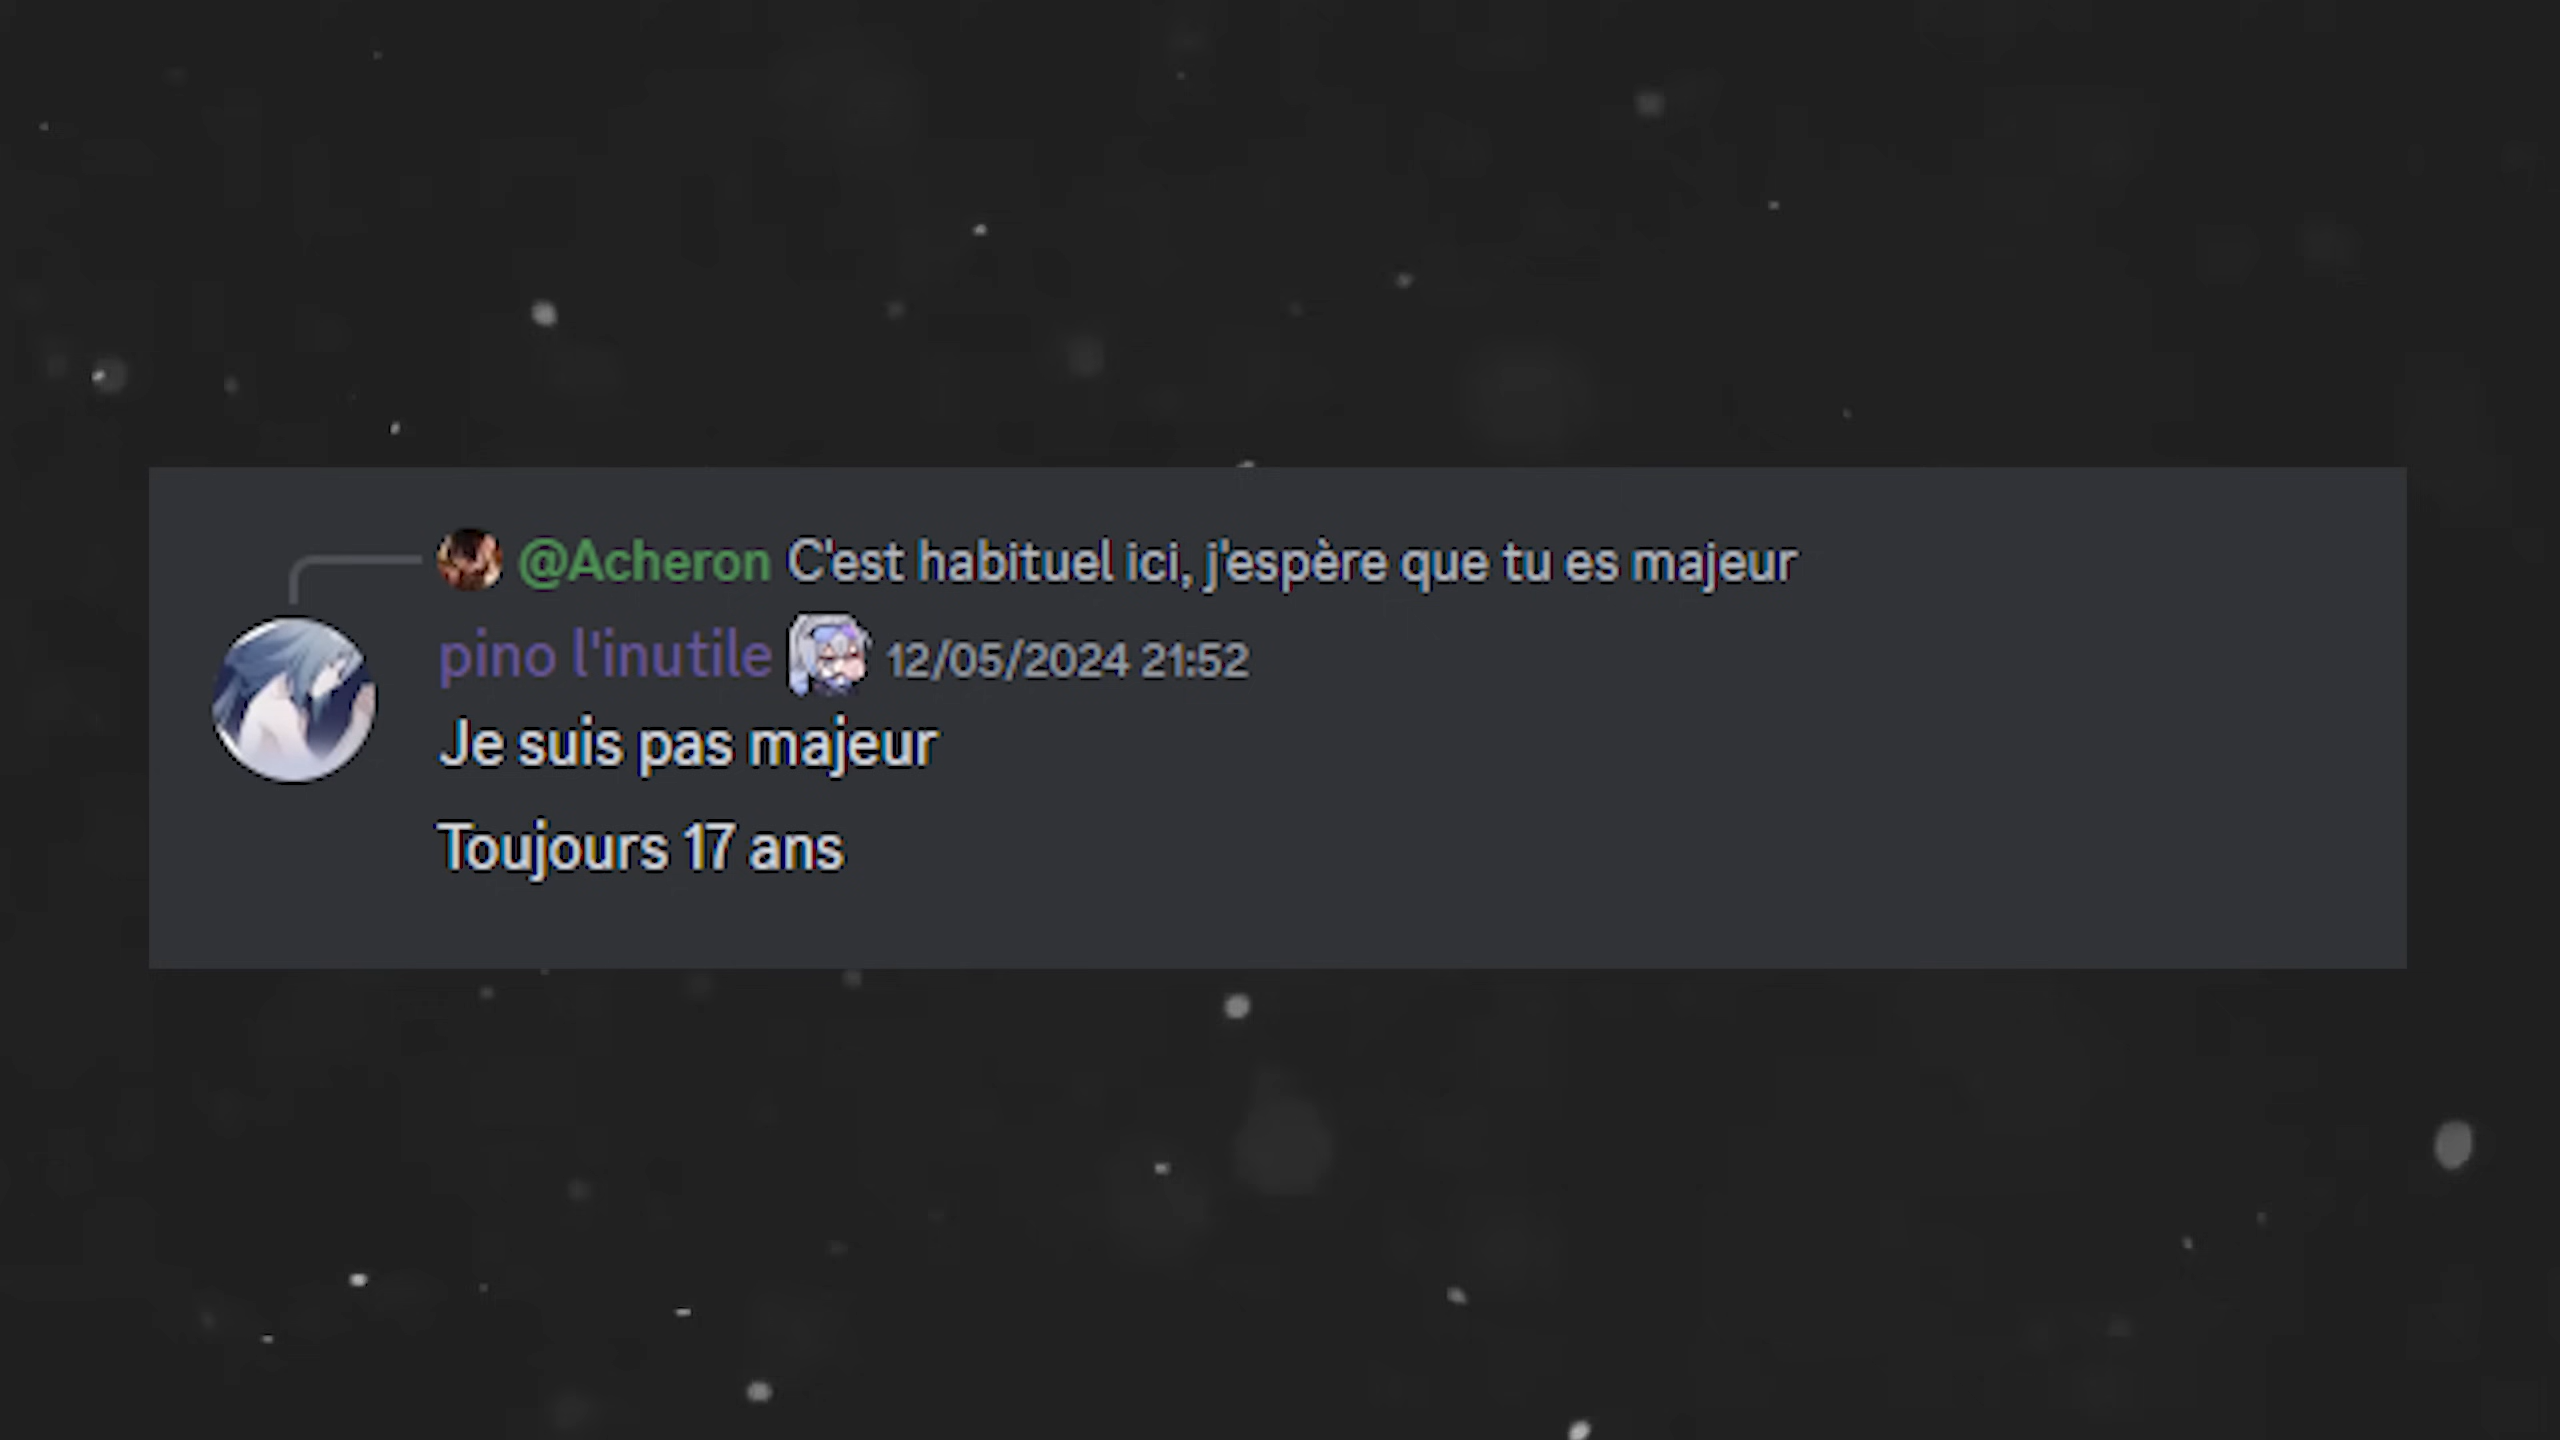 @Acheron C'est habituel ici, j'espère que tu es majeur
pino l'inutile 12/05/2024 21:52
Je suis pas majeur
Toujours 17 ans